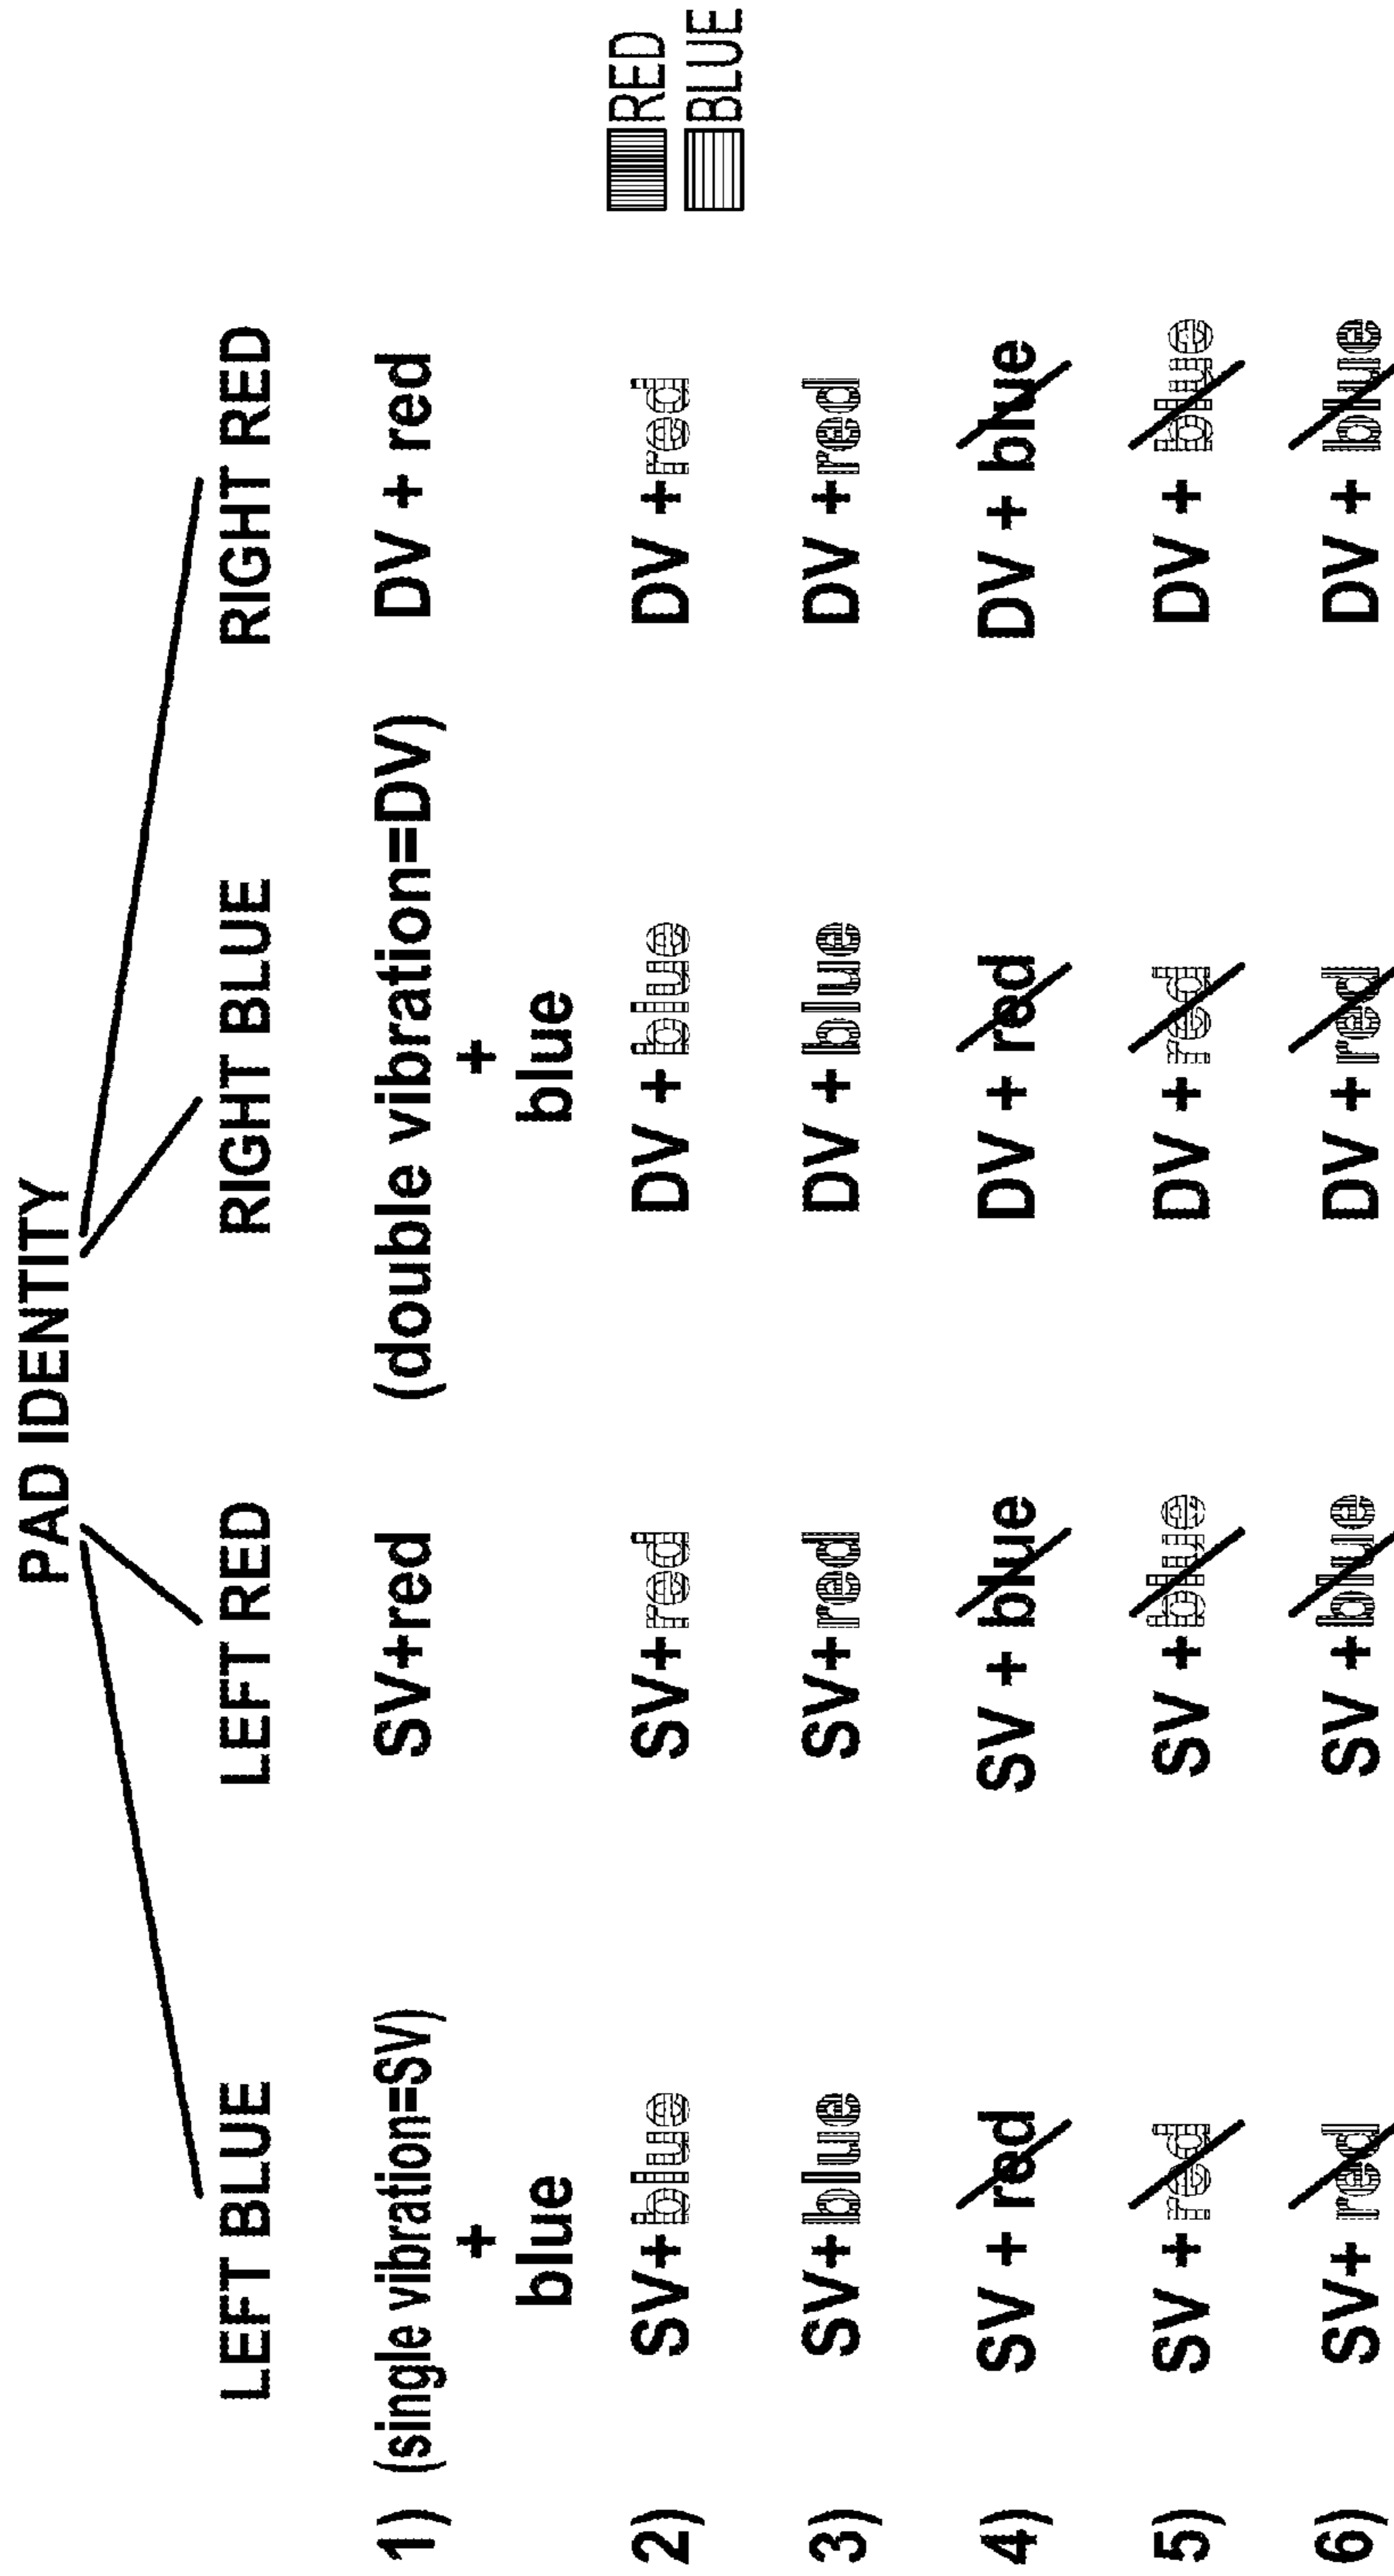 PAD IDENTITY
LEFT BLUE LEFT RED RIGHT BLUE RIGHT RED
1) (single vibration=SV) SV+red (double vibration=DV) DV + red
+ +
blue blue
RED
2) SV+blue SV+red DV + blue DV +red
BLUE
3) SV+blue SV+red DV + blue DV +red
4) SV + red SV + blue DV + red DV + blue
5) SV + red SV +blue DV + red DV + blue
6) SV+ red SV +blue DV + red DV + blue